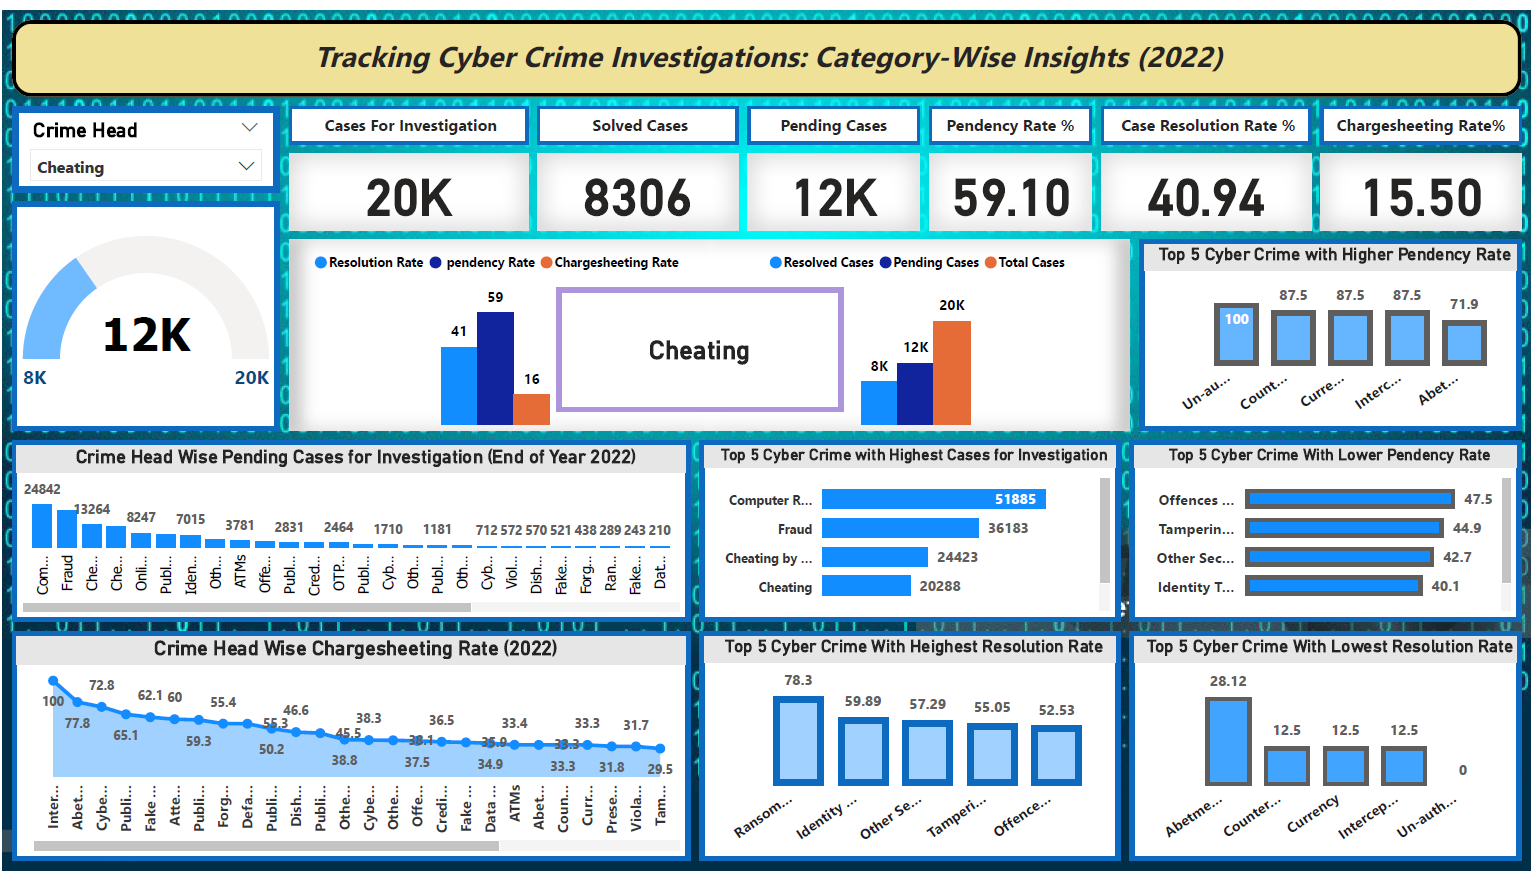 Tracking Cyber Crime Investigations: Category-Wise Insights (2022)
Crime Head
Cheating
Cases For Investigation
Solved Cases
Pending Cases
Pendency Rate %
Case Resolution Rate %
Chargesheeting Rate%
20K
8306
12K
59.10
40.94
15.50
12K
8K
20K
Resolution Rate
pendency Rate
Chargesheeting Rate
41
59
16
Cheating
Resolved Cases
Pending Cases
Total Cases
8K
12K
20K
Top 5 Cyber Crime with Higher Pendency Rate
100
87.5
87.5
87.5
71.9
Un-au...
Count...
Curre...
Interc...
Abet...
Crime Head Wise Pending Cases for Investigation (End of Year 2022)
24842
13264
8247
7015
3781
2831
2464
1710
1181
712
572
570
521
438
289
243
210
Com...
Fraud
Che...
Che...
Onli...
Publ...
Iden...
Oth...
ATMs
Offe...
Publ...
Cred...
OTP...
Publ...
Cyb...
Oth...
Publ...
Oth...
Cyb...
Viol...
Dish...
Fake...
Forg...
Ran...
Fake...
Dat...
Top 5 Cyber Crime with Highest Cases for Investigation
Computer R...
51885
Fraud
36183
Cheating by ...
24423
Cheating
20288
Top 5 Cyber Crime With Lower Pendency Rate
Offences ...
47.5
Tamperin...
44.9
Other Sec...
42.7
Identity T...
40.1
Crime Head Wise Chargesheeting Rate (2022)
100
77.8
72.8
65.1
62.1
60
59.3
55.4
55.3
50.2
46.6
45.5
38.8
38.3
38.1
37.5
36.5
35.9
34.9
33.4
33.3
33.3
33.3
31.8
31.7
29.5
Inter...
Abet...
Cybe...
Publi...
Fake ...
Atte...
Publi...
Forg...
Defa...
Publi...
Dish...
Publi...
Othe...
Cybe...
Othe...
Offe...
Credi...
Fake ...
Data ...
ATMs
Abet...
Coun...
Curr...
Prese...
Viola...
Tam...
Top 5 Cyber Crime With Heighest Resolution Rate
78.3
59.89
57.29
55.05
52.53
Ransom...
Identity ...
Other Se...
Tamperi...
Offence...
Top 5 Cyber Crime With Lowest Resolution Rate
28.12
12.5
12.5
12.5
0
Abetme...
Counter...
Currency
Intercep...
Un-auth...